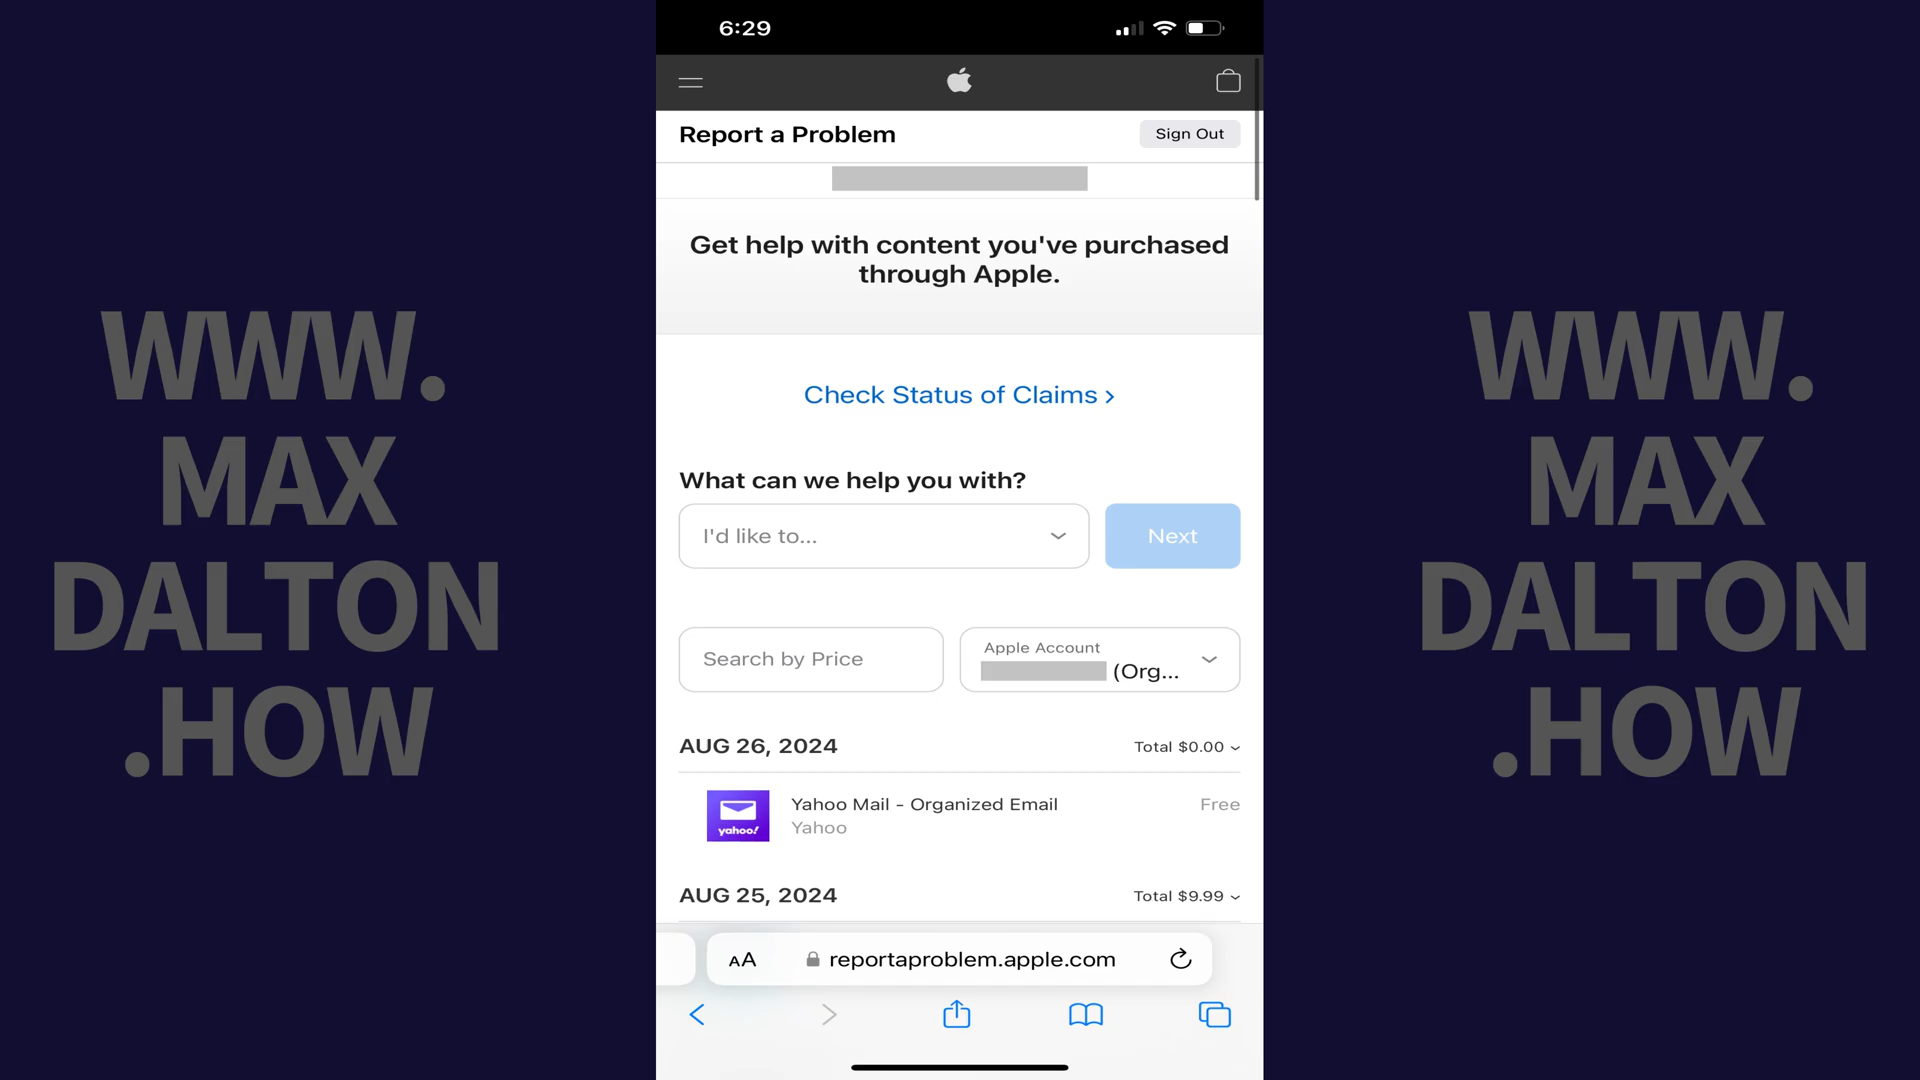 WWW.
MAX
DALTON
.HOW
6:29
Report a Problem
Sign Out
Get help with content you've purchased
through Apple.
Check Status of Claims ›
What can we help you with?
I'd like to...
Next
Search by Price
Apple Account
(Org...
AUG 26, 2024
Total $0.00
yahoo!
Yahoo Mail - Organized Email
Free
Yahoo
AUG 25, 2024
Total $9.99
AA
reportaproblem.apple.com
WWW.
MAX
DALTON
.HOW